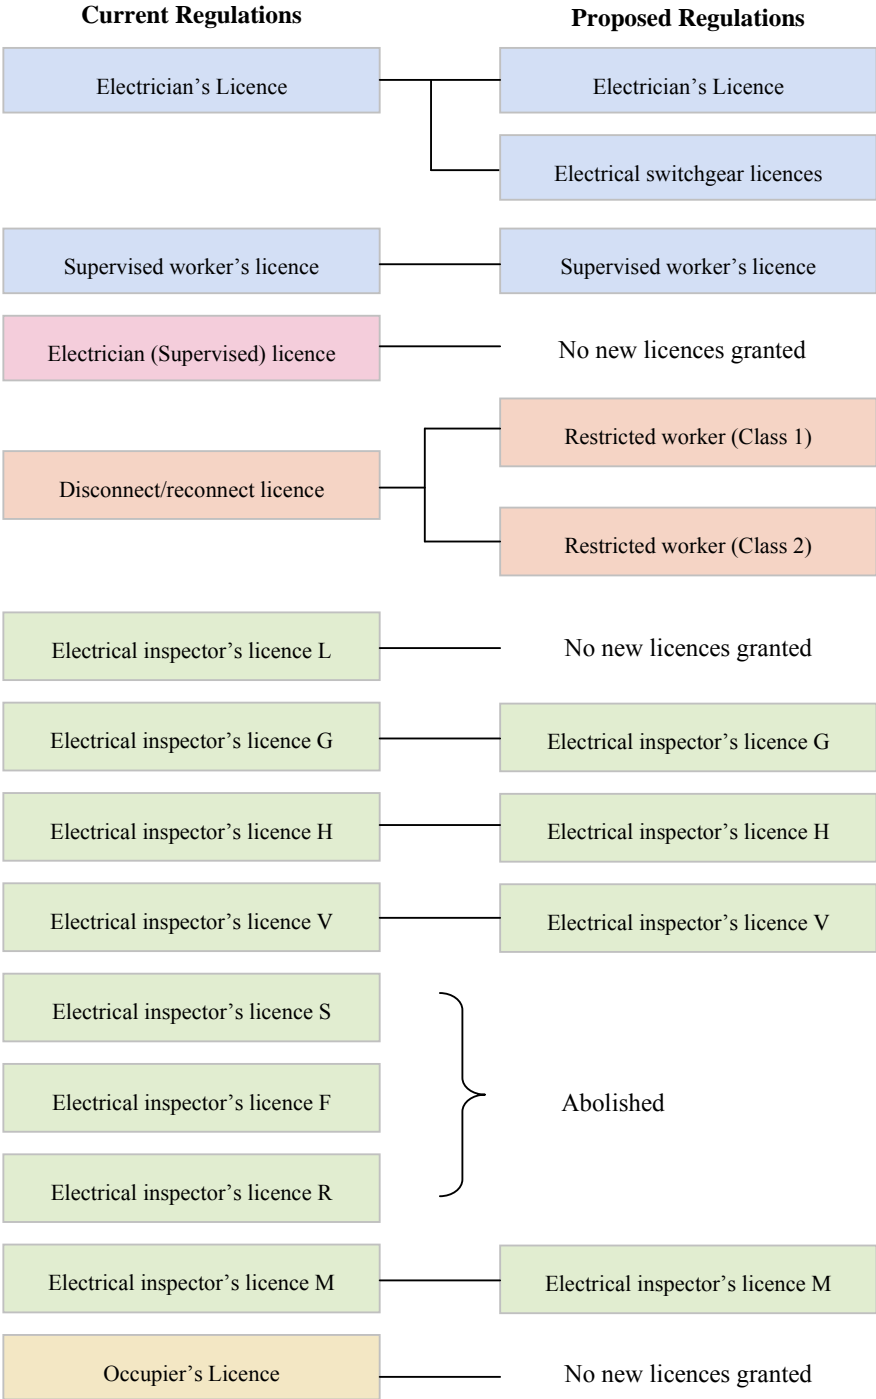 Current Regulations
Proposed Regulations
Electrician’s Licence
Electrician’s Licence
Electrical switchgear licences
Supervised worker’s licence
Supervised worker’s licence
Electrician (Supervised) licence
No new licences granted
Restricted worker (Class 1)
Disconnect/reconnect licence
Restricted worker (Class 2)
Electrical inspector’s licence L
No new licences granted
Electrical inspector’s licence G
Electrical inspector’s licence G
Electrical inspector’s licence H
Electrical inspector’s licence H
Electrical inspector’s licence V
Electrical inspector’s licence V
Electrical inspector’s licence S
Electrical inspector’s licence F
Abolished
Electrical inspector’s licence R
Electrical inspector’s licence M
Electrical inspector’s licence M
Occupier’s Licence
No new licences granted